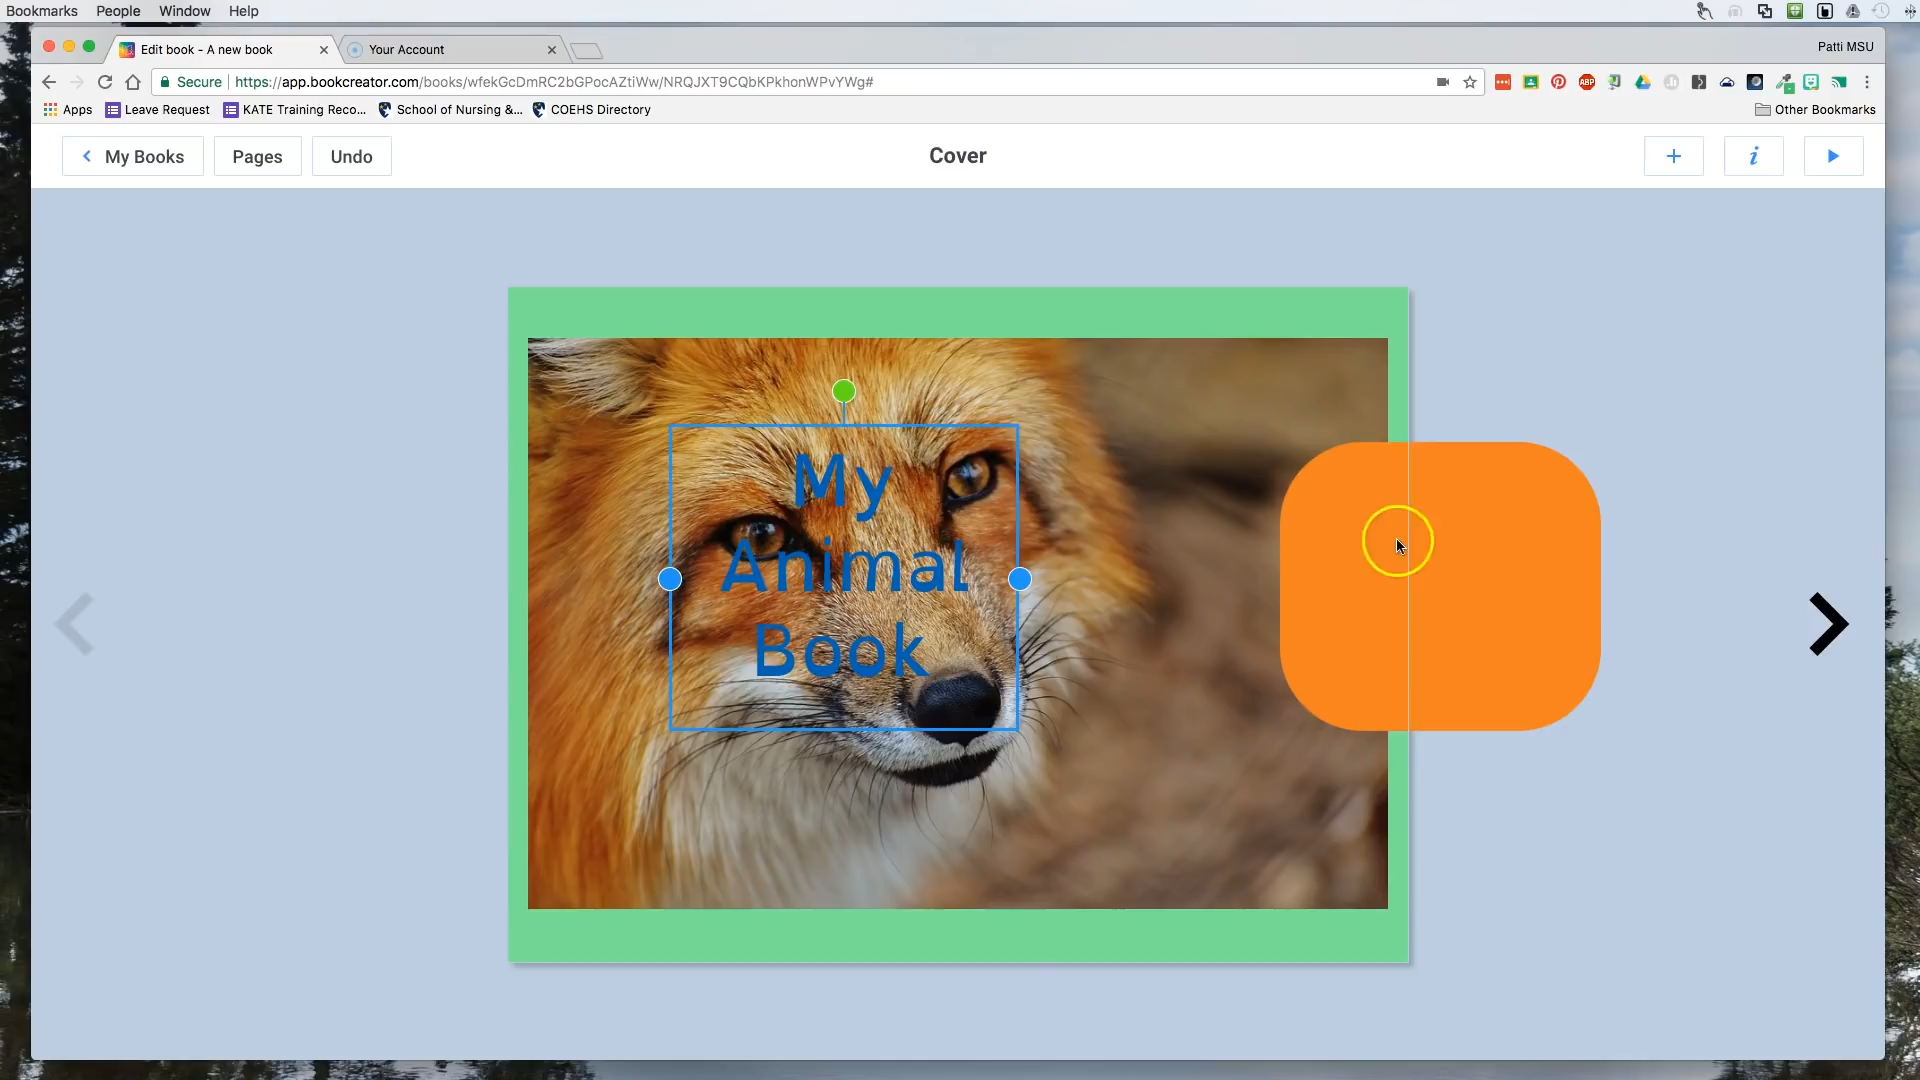 Bookmarks People Window Help
Edit book - A new book
Your Account
Patti MSU
Secure https://app.bookcreator.com/books/wfekGcDmRC2bGPocAZtiWw/NRQJXT9CQbKPkhonWPvYWg#
Apps Leave Request KATE Training Reco... School of Nursing &... COEHS Directory Other Bookmarks
My Books Pages Undo Cover
My
Animal
Book